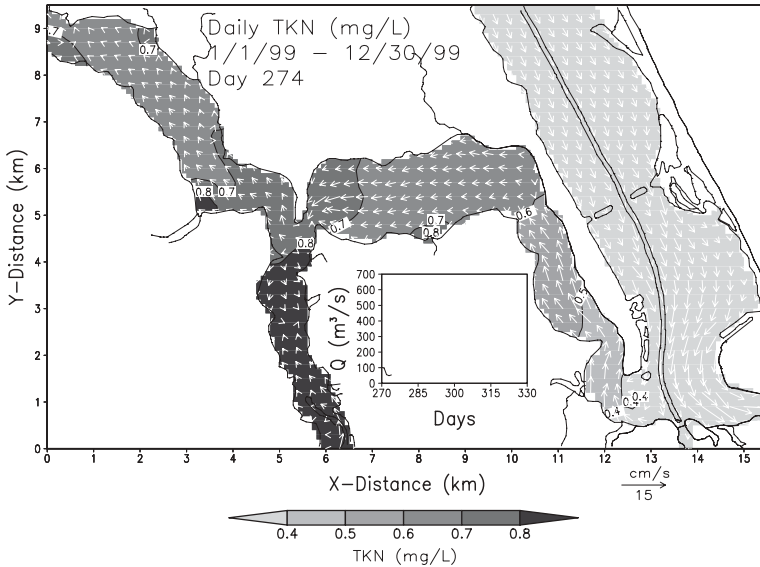 Daily TKN (mg/L)
1/1/99 – 12/30/99
Day 274
Y-Distance (km)
9
8
7
6
5
4
3
2
1
0
.7
0.7
0.8
0.7
0.7
0.7
0.8
0.8
0.6
0.5
0.4
0.4
0.4
Q (m³/s)
700
600
500
400
300
200
100
0
270 285 300 315 330
Days
0 1 2 3 4 5 6 7 8 9 10 11 12 13 14 15
X-Distance (km)
cm/s
15
0.4 0.5 0.6 0.7 0.8
TKN (mg/L)